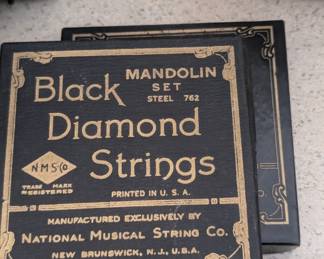 Black MANDOLIN
SET
STEEL 762
Diamond
N.M.S.Co
Strings
TRADE MARK
REGISTERED
PRINTED IN U. S. A.
MANUFACTURED EXCLUSIVELY BY
NATIONAL MUSICAL STRING CO.
NEW BRUNSWICK, N.J., U.S.A.